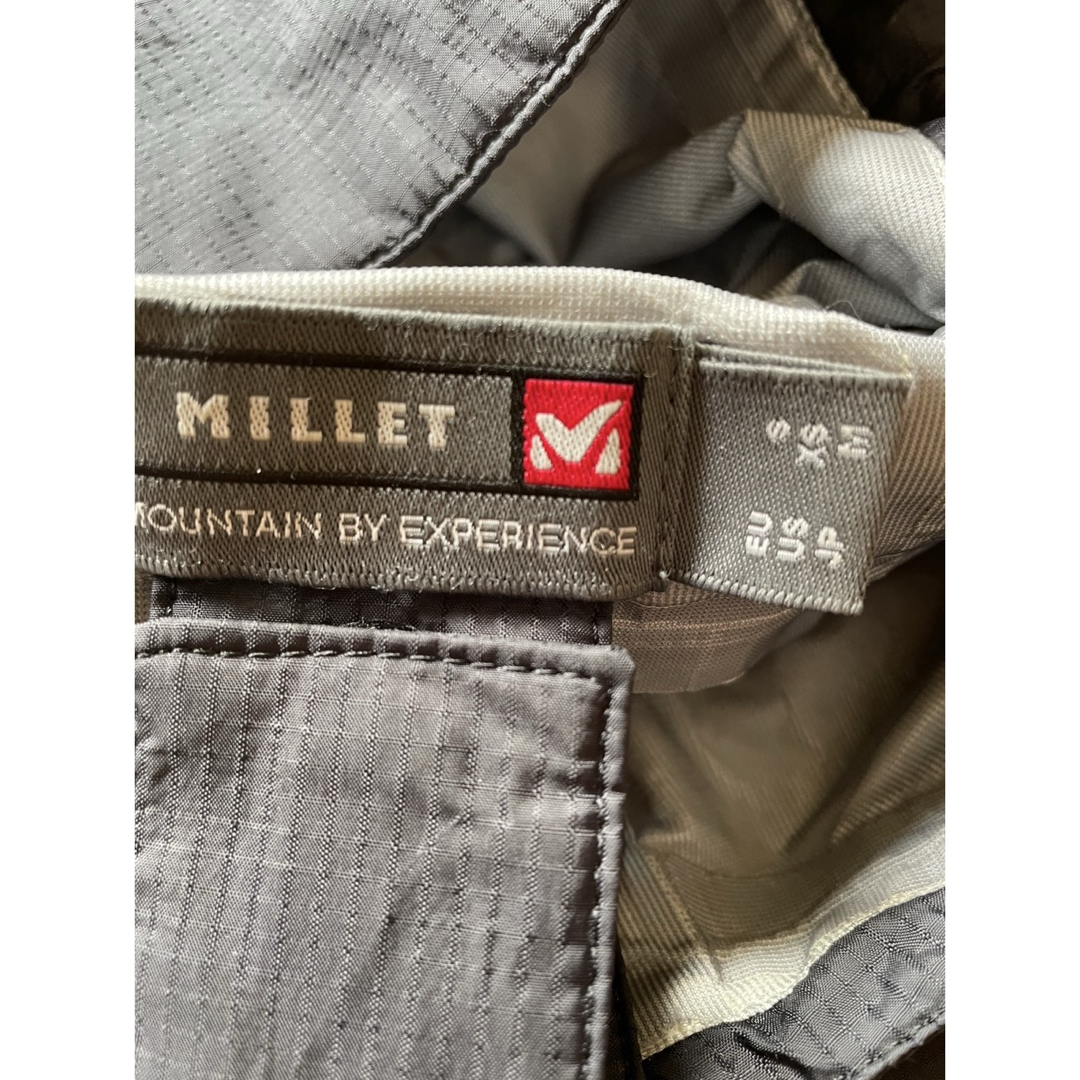 MILLET
MOUNTAIN BY EXPERIENCE
EU S
US XS
JP M